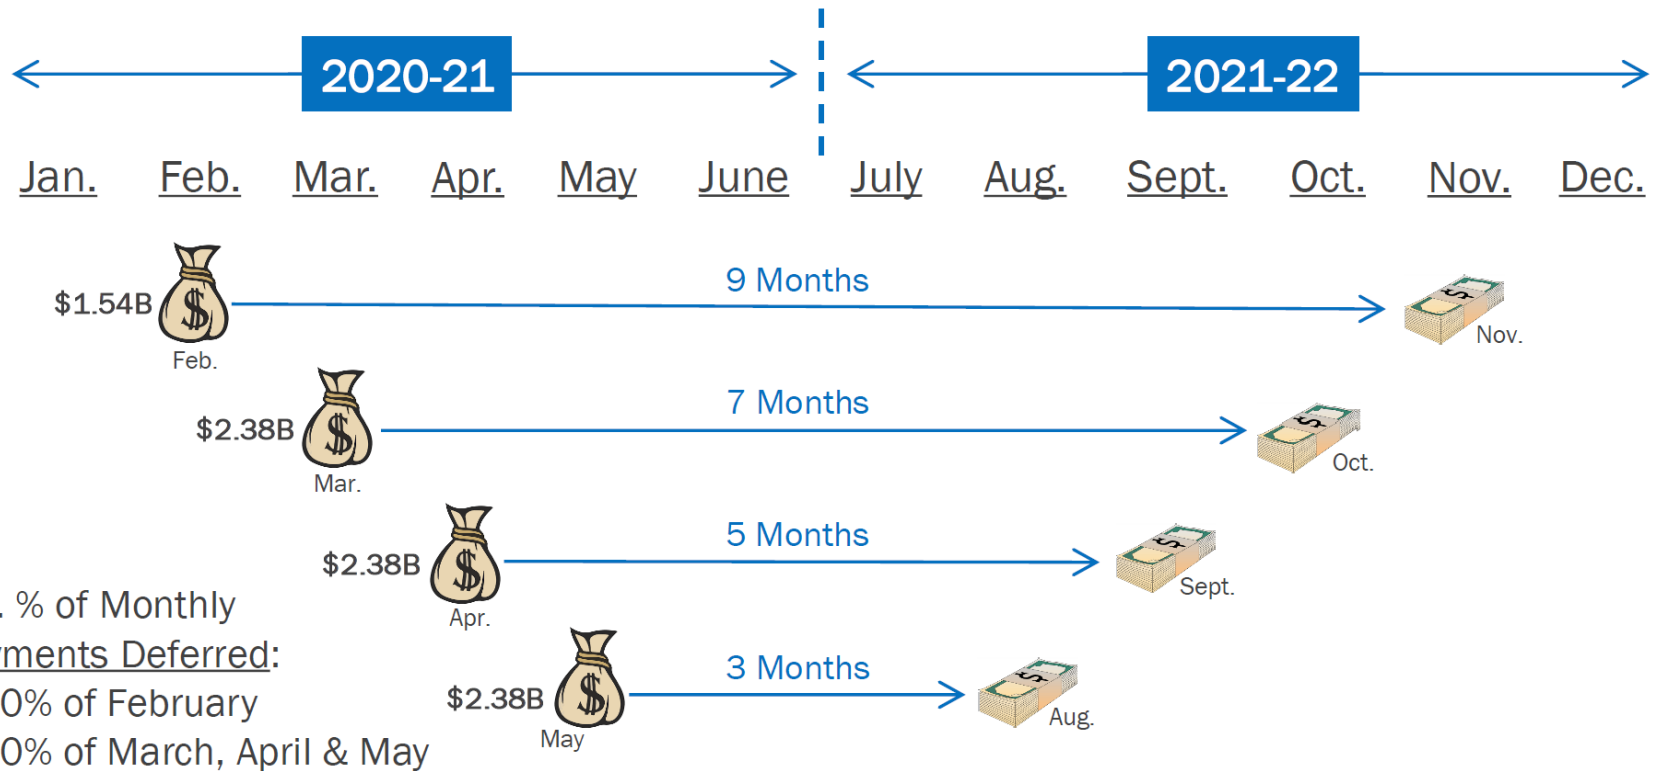 2020-21 2021-22
Jan. Feb. Mar. Apr. May June July Aug. Sept. Oct. Nov. Dec.
9 Months
$1.54B $
Feb. Nov.
7 Months
$2.38B $
Mar. Oct.
5 Months
$2.38B $
Apr. Sept.
3 Months
$2.38B $
May Aug.
% of Monthly
Deferred:
of February
of March, April & May